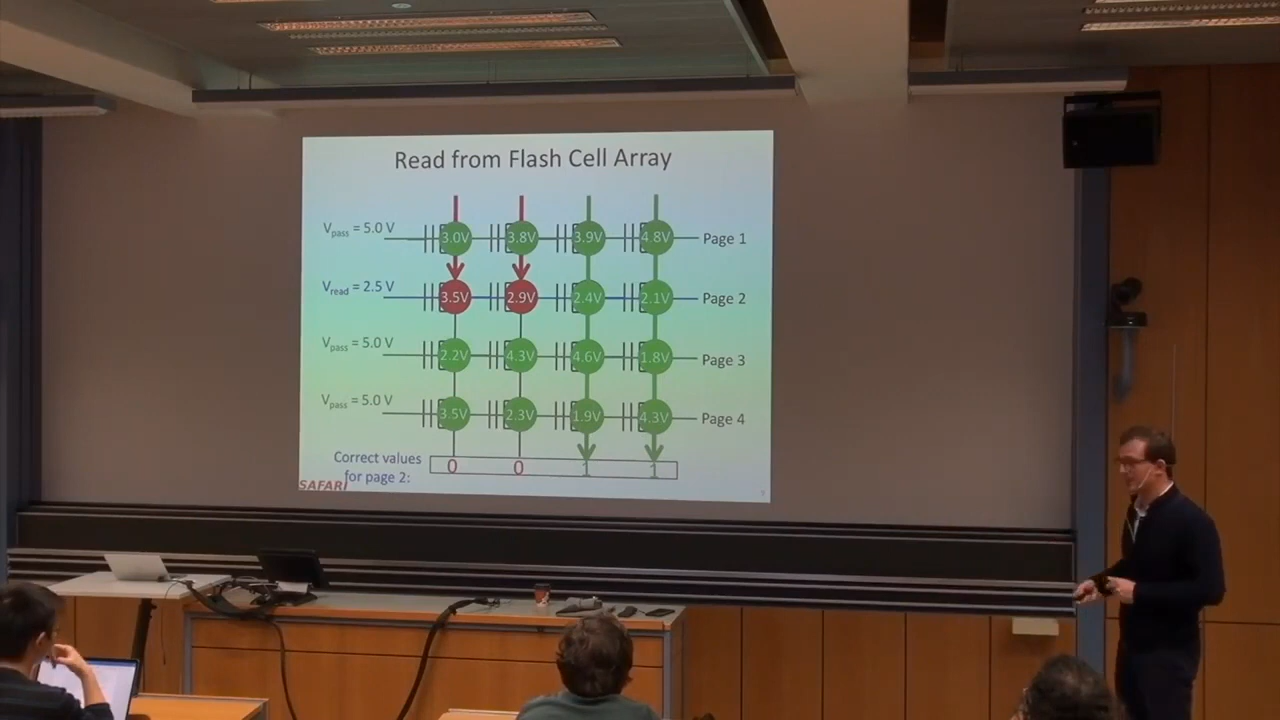 Read from Flash Cell Array
Vpass = 5.0 V 3.0V 3.8V 3.9V 4.8V Page 1
Vread = 2.5 V 3.5V 2.9V 2.4V 2.1V Page 2
Vpass = 5.0 V 2.2V 4.3V 4.6V 1.8V Page 3
Vpass = 5.0 V 3.5V 2.3V 1.9V 4.3V Page 4
Correct values
for page 2: 0 0 1 1
SAFARI